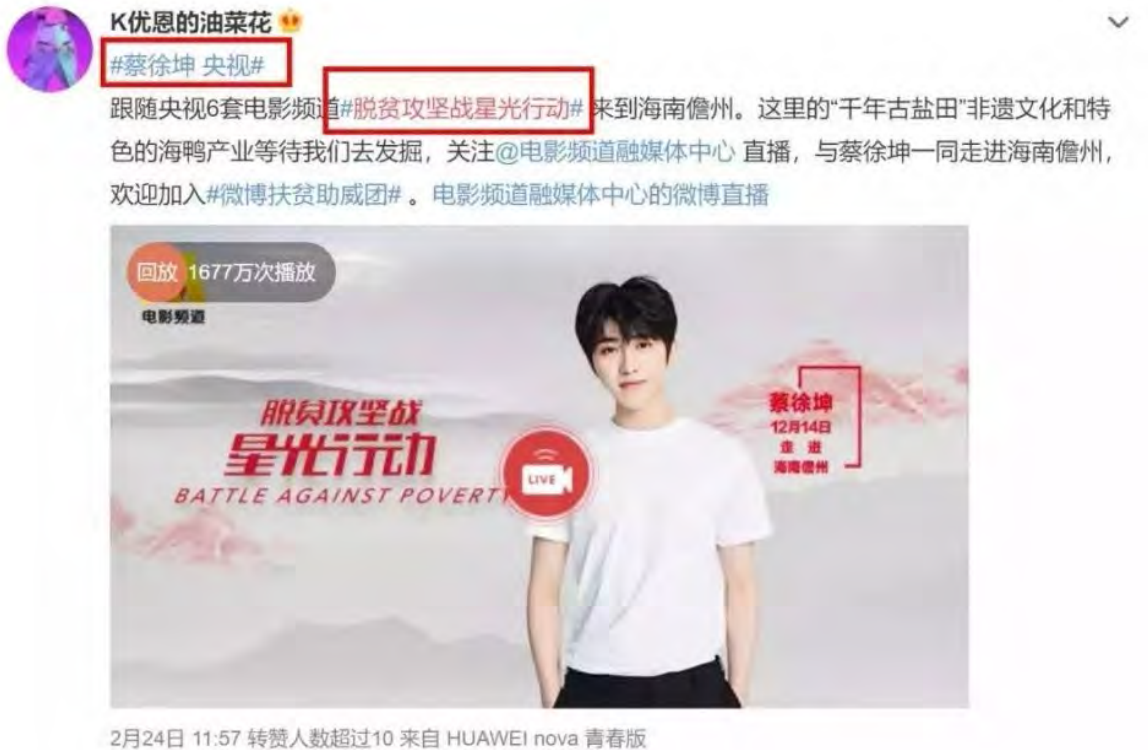 K优恩的油菜花
#蔡徐坤 央视#
跟随央视6套电影频道#脱贫攻坚战星光行动# 来到海南儋州。这里的“千年古盐田”非遗文化和特
色的海鸭产业等待我们去发掘，关注@电影频道融媒体中心 直播，与蔡徐坤一同走进海南儋州，
欢迎加入#微博扶贫助威团# 。电影频道融媒体中心的微博直播
回放 1677万次播放
电影频道
脱贫攻坚战
星光行动
BATTLE AGAINST POVERTY
LIVE
蔡徐坤
12月14日
走进
海南儋州
2月24日 11:57 转赞人数超过10 来自 HUAWEI nova 青春版